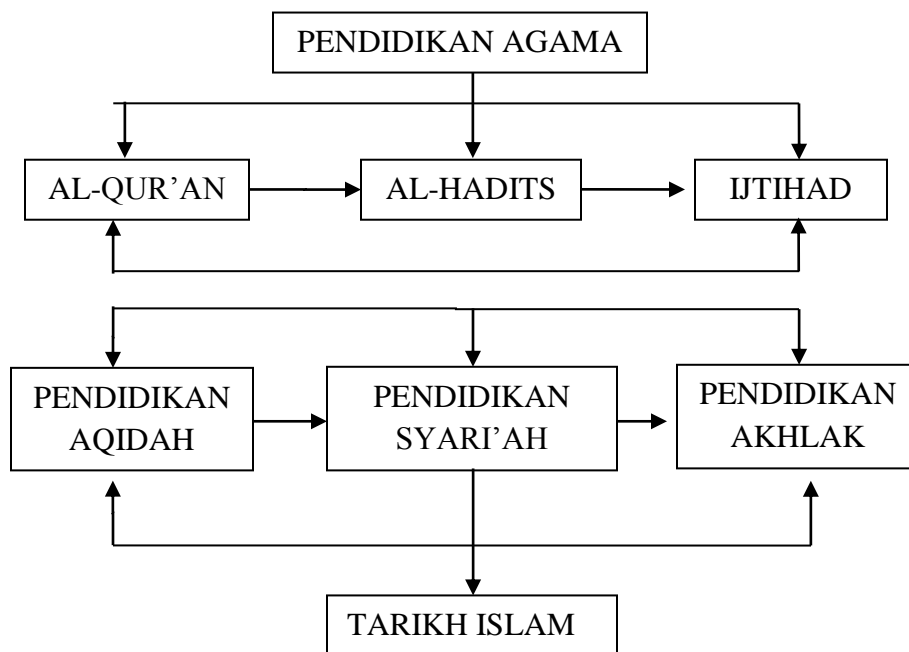 PENDIDIKAN AGAMA
AL-QUR’AN
AL-HADITS
IJTIHAD
PENDIDIKAN
AQIDAH
PENDIDIKAN
SYARI’AH
PENDIDIKAN
AKHLAK
TARIKH ISLAM